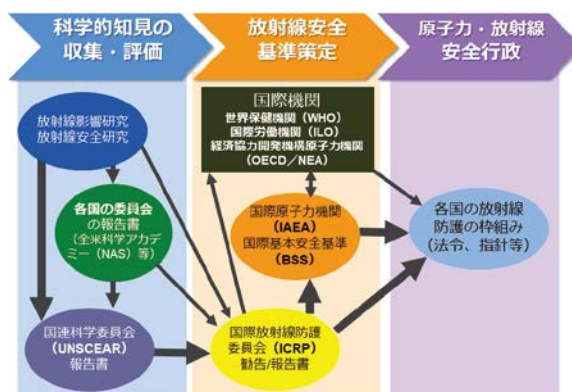 科学的知見の
収集・評価
放射線安全
基準策定
原子力・放射線
安全行政
放射線影響研究
放射線安全研究
各国の委員会
の報告書
(全米科学アカデ
ミー(NAS)等)
国連科学委員会
(UNSCEAR)
報告書
国際機関
世界保健機関(WHO)
国際労働機関(ILO)
経済協力開発機構原子力機関
(OECD/NEA)
国際原子力機関
(IAEA)
国際基本安全基準
(BSS)
国際放射線防護
委員会(ICRP)
勧告/報告書
各国の放射線
防護の枠組み
(法令、指針等)